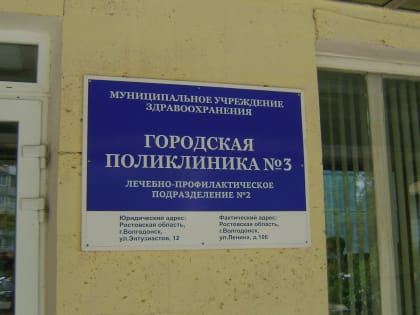 МУНИЦИПАЛЬНОЕ УЧРЕЖДЕНИЕ
ЗДРАВООХРАНЕНИЯ
ГОРОДСКАЯ
ПОЛИКЛИНИКА №3
ЛЕЧЕБНО-ПРОФИЛАКТИЧЕСКОЕ
ПОДРАЗДЕЛЕНИЕ №2
Юридический адрес:
Ростовская область,
г.Волгодонск,
ул.Энтузиастов, 12
Фактический адрес:
Ростовская область,
г.Волгодонск,
ул.Ленина, д.106